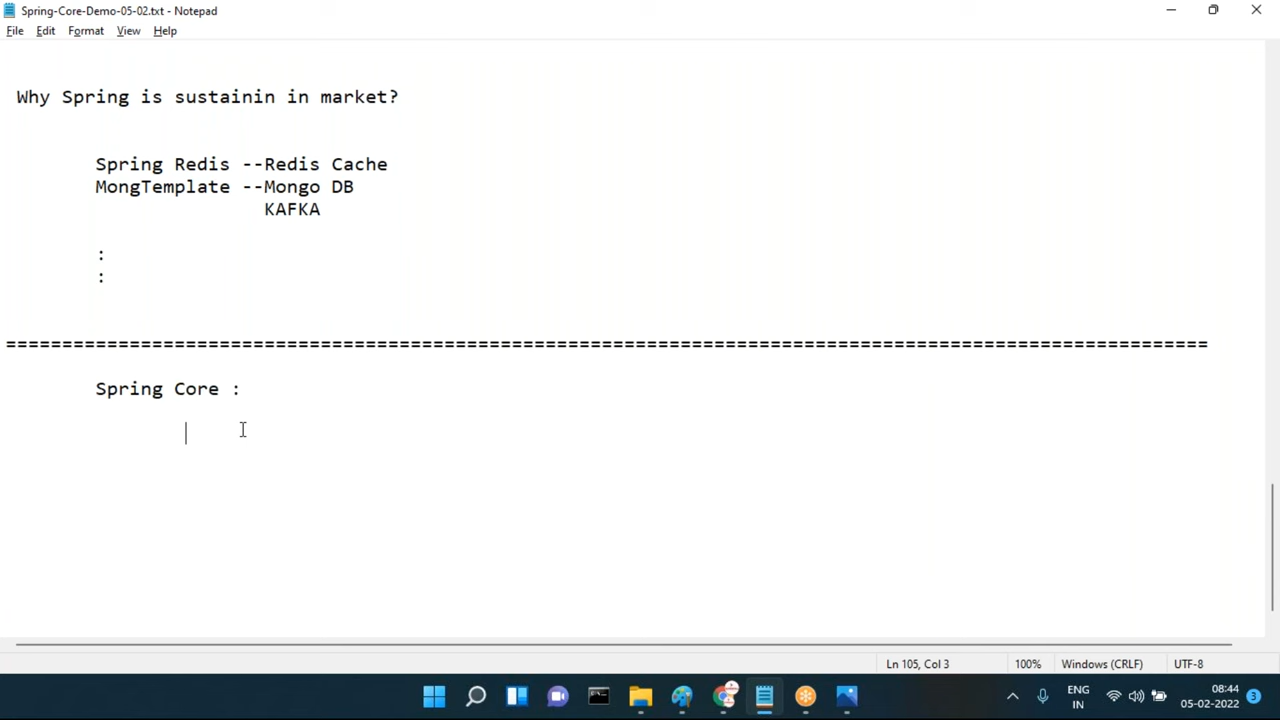 Spring-Core-Demo-05-02.txt - Notepad
File Edit Format View Help
Why Spring is sustainin in market?
Spring Redis --Redis Cache
MongTemplate --Mongo DB
KAFKA
:
:
===========================================================================================================
Spring Core :
Ln 105, Col 3 100% Windows (CRLF) UTF-8
ENG
IN
08:44
05-02-2022
3